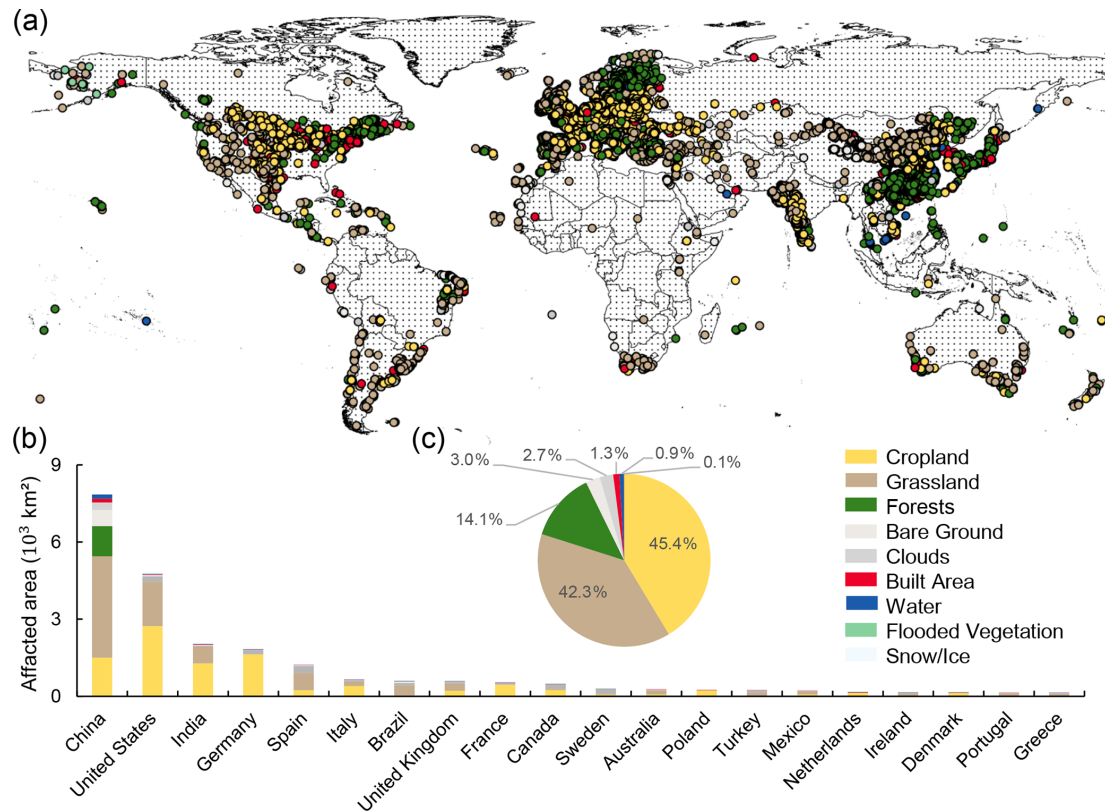 (a)
(b)
(c)
9
6
3
0
Affacted area (10³ km²)
China
United States
India
Germany
Spain
Italy
Brazil
United Kingdom
France
Canada
Sweden
Australia
Poland
Turkey
Mexico
Netherlands
Ireland
Denmark
Portugal
Greece
3.0%
2.7%
1.3%
0.9%
0.1%
14.1%
45.4%
42.3%
Cropland
Grassland
Forests
Bare Ground
Clouds
Built Area
Water
Flooded Vegetation
Snow/Ice